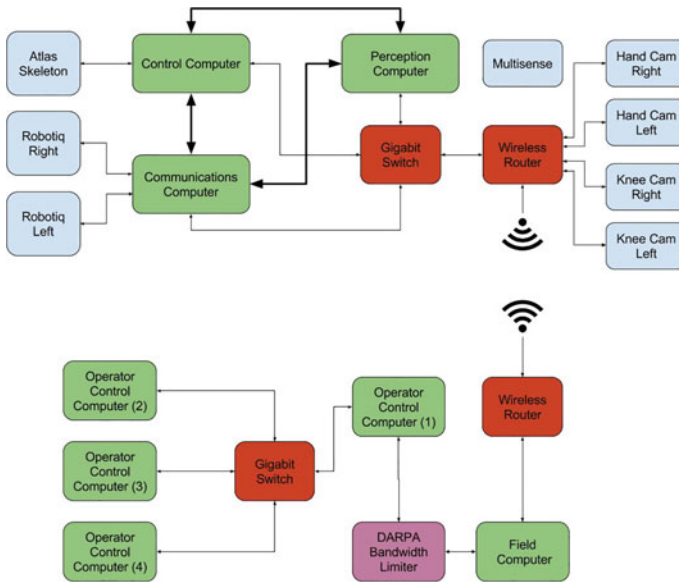 Atlas
Skeleton
Control Computer
Perception
Computer
Multisense
Hand Cam
Right
Robotiq
Right
Hand Cam
Left
Communications
Computer
Gigabit
Switch
Wireless
Router
Robotiq
Left
Knee Cam
Right
Knee Cam
Left
Operator
Control
Computer (2)
Operator
Control
Computer (1)
Wireless
Router
Operator
Control
Computer (3)
Gigabit
Switch
Operator
Control
Computer (4)
DARPA
Bandwidth
Limiter
Field
Computer